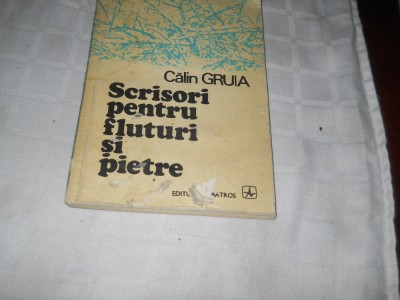 Călin GRUIA
Scrisori
pentru
fluturi
și
pietre